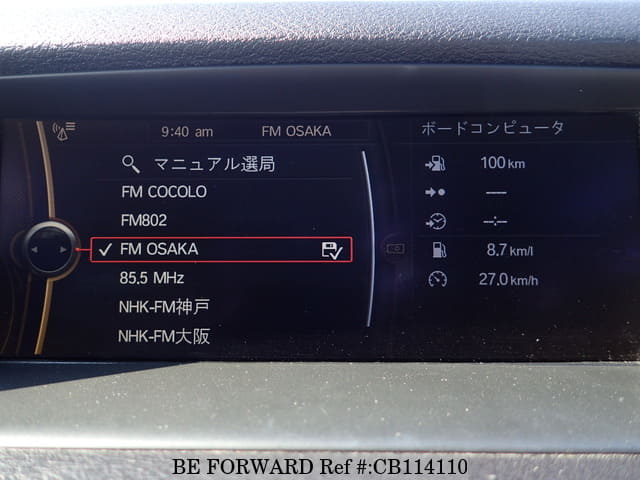 9:40 am FM OSAKA
マニュアル選局
FM COCOLO
FM802
FM OSAKA
85.5 MHz
NHK-FM神戸
NHK-FM大阪
ボードコンピュータ
100 km
----
--:--
8.7 km/l
27.0 km/h
BE FORWARD Ref #:CB114110